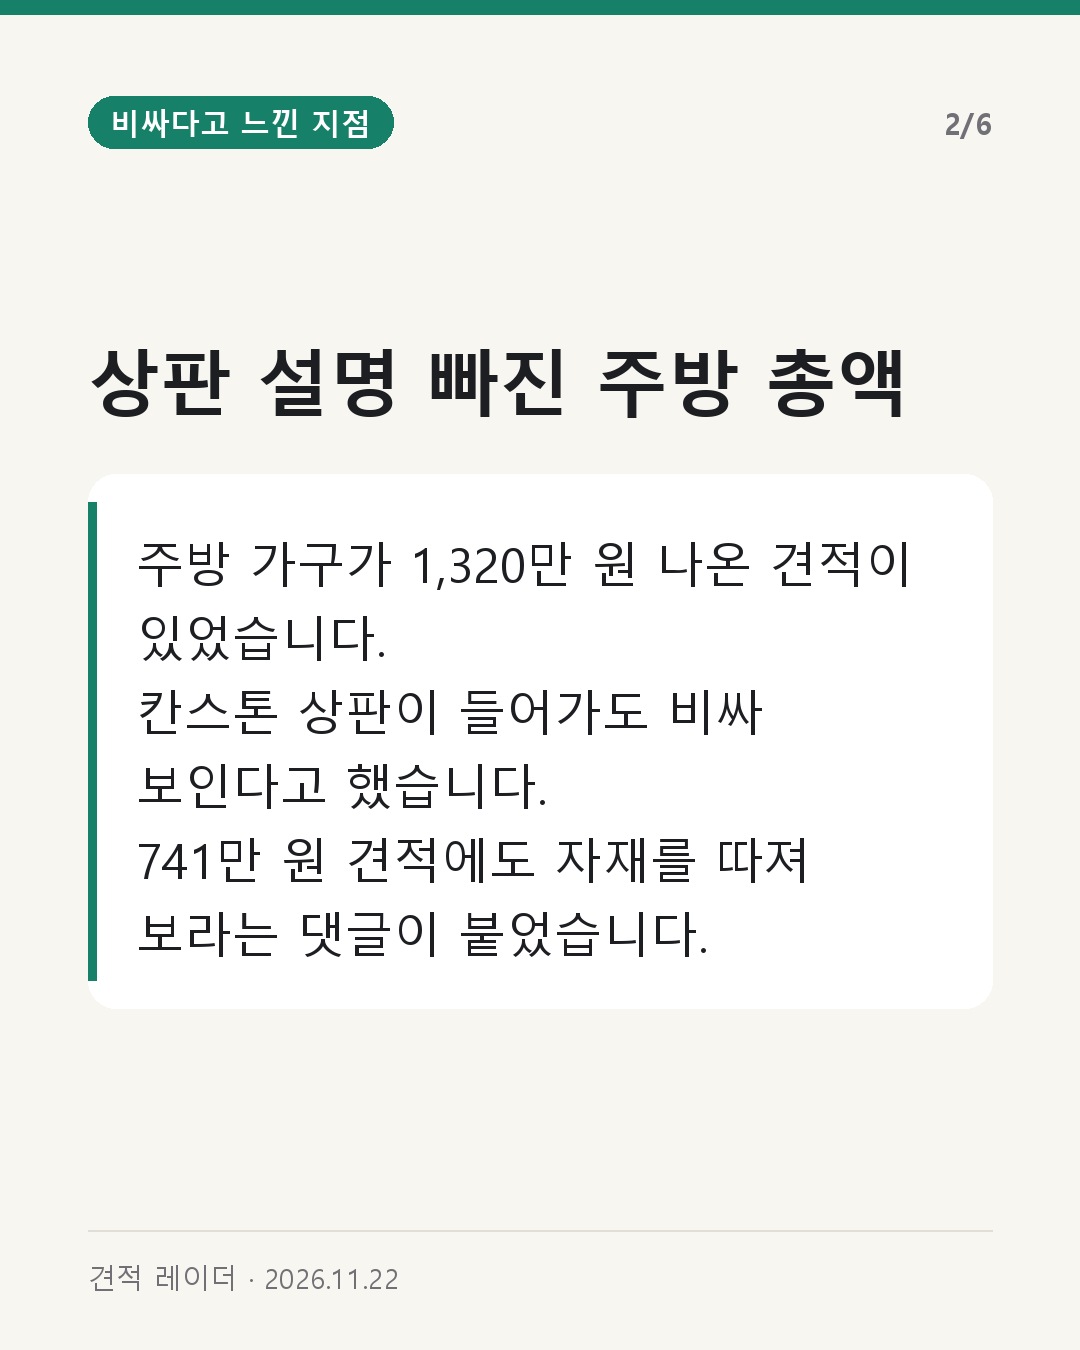 비싸다고 느낀 지점
2/6
상판 설명 빠진 주방 총액
주방 가구가 1,320만 원 나온 견적이
있었습니다.
칸스톤 상판이 들어가도 비싸
보인다고 했습니다.
741만 원 견적에도 자재를 따져
보라는 댓글이 붙었습니다.
견적 레이더 · 2026.11.22